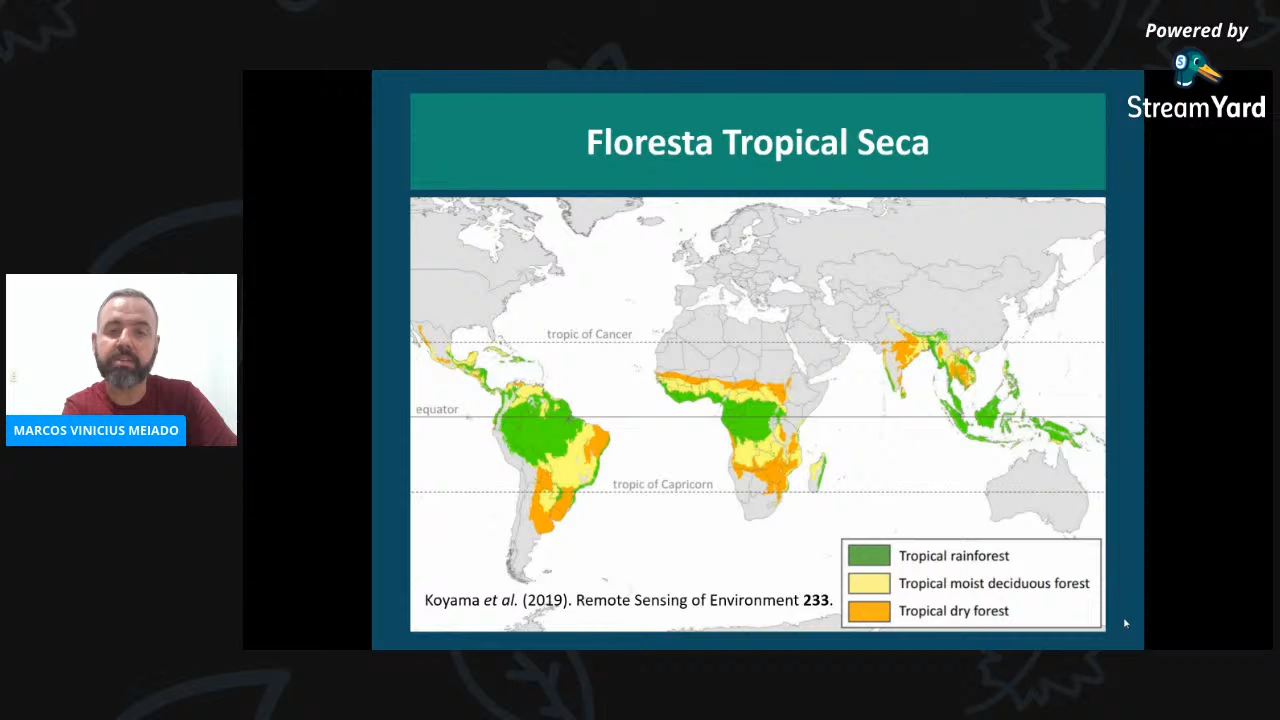 Powered by
StreamYard
Floresta Tropical Seca
tropic of Cancer
equator
tropic of Capricorn
Tropical rainforest
Tropical moist deciduous forest
Tropical dry forest
Koyama et al. (2019). Remote Sensing of Environment 233.
MARCOS VINICIUS MEIADO